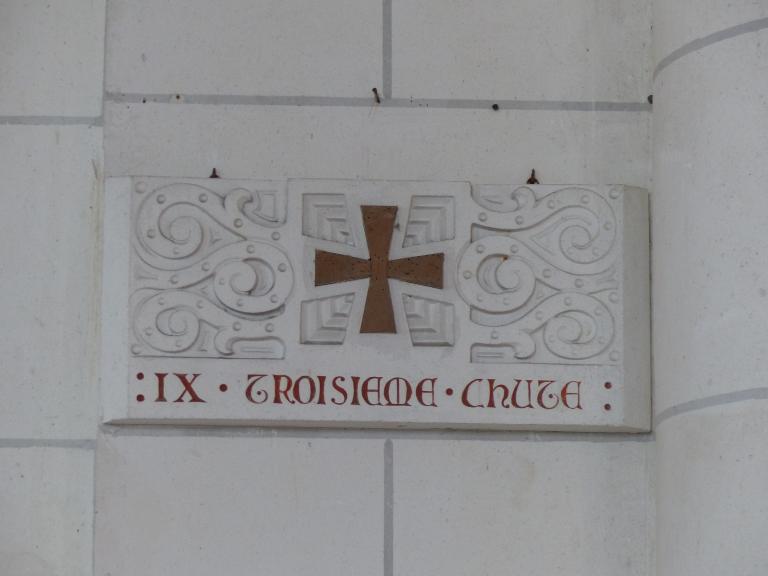 : IX · TROISIEME · CHUTE :